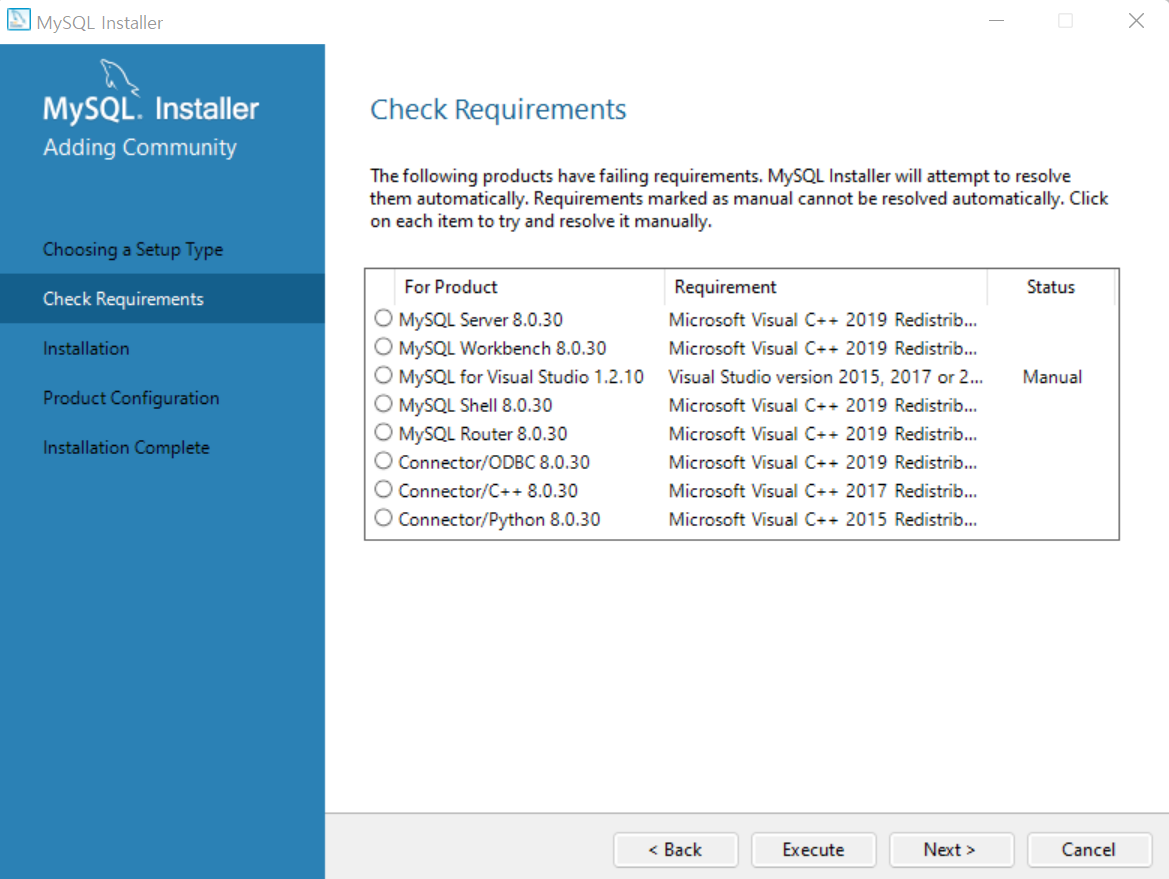 MySQL Installer
MySQL. Installer
Adding Community
Choosing a Setup Type
Check Requirements
Installation
Product Configuration
Installation Complete
Check Requirements
The following products have failing requirements. MySQL Installer will attempt to resolve
them automatically. Requirements marked as manual cannot be resolved automatically. Click
on each item to try and resolve it manually.
For Product Requirement Status
MySQL Server 8.0.30 Microsoft Visual C++ 2019 Redistrib...
MySQL Workbench 8.0.30 Microsoft Visual C++ 2019 Redistrib...
MySQL for Visual Studio 1.2.10 Visual Studio version 2015, 2017 or 2... Manual
MySQL Shell 8.0.30 Microsoft Visual C++ 2019 Redistrib...
MySQL Router 8.0.30 Microsoft Visual C++ 2019 Redistrib...
Connector/ODBC 8.0.30 Microsoft Visual C++ 2019 Redistrib...
Connector/C++ 8.0.30 Microsoft Visual C++ 2017 Redistrib...
Connector/Python 8.0.30 Microsoft Visual C++ 2015 Redistrib...
< Back Execute Next > Cancel